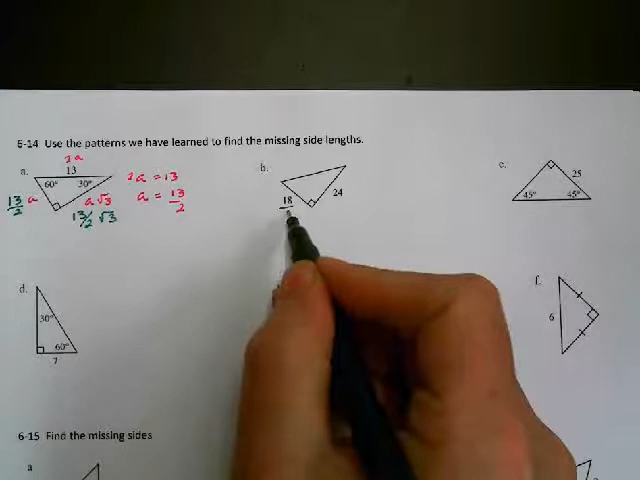 6-14 Use the patterns we have learned to find the missing side lengths.
a.
2a
13
60° 30°
13/2 a
a√3
13/2 √3
2a = 13
a = 13/2
b.
18
24
c.
25
45° 45°
d.
30°
60°
7
f.
6
6-15 Find the missing sides
a